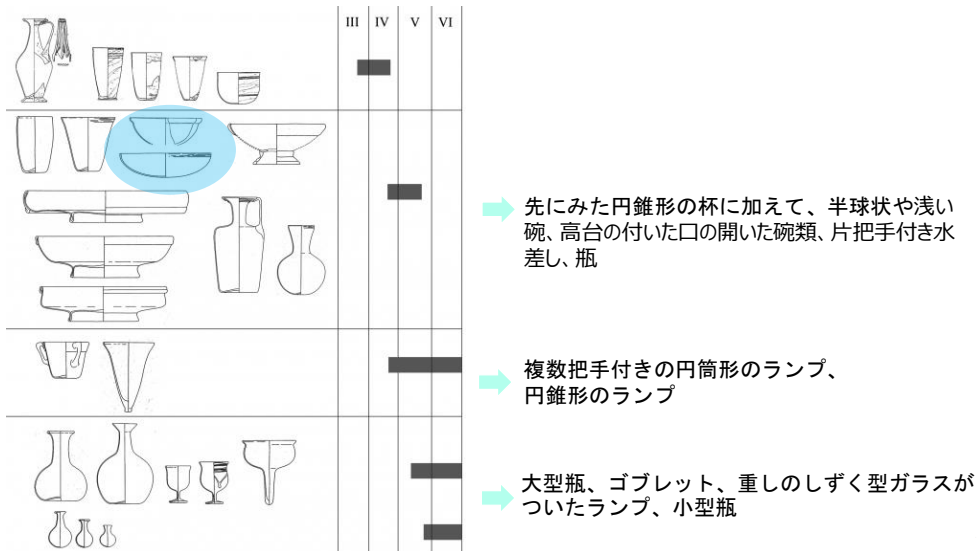 III IV V VI
先にみた円錐形の杯に加えて、半球状や浅い
碗、高台の付いた口の開いた碗類、片把手付き水
差し、瓶
複数把手付きの円筒形のランプ、
円錐形のランプ
大型瓶、ゴブレット、重しのしずく型ガラスが
ついたランプ、小型瓶